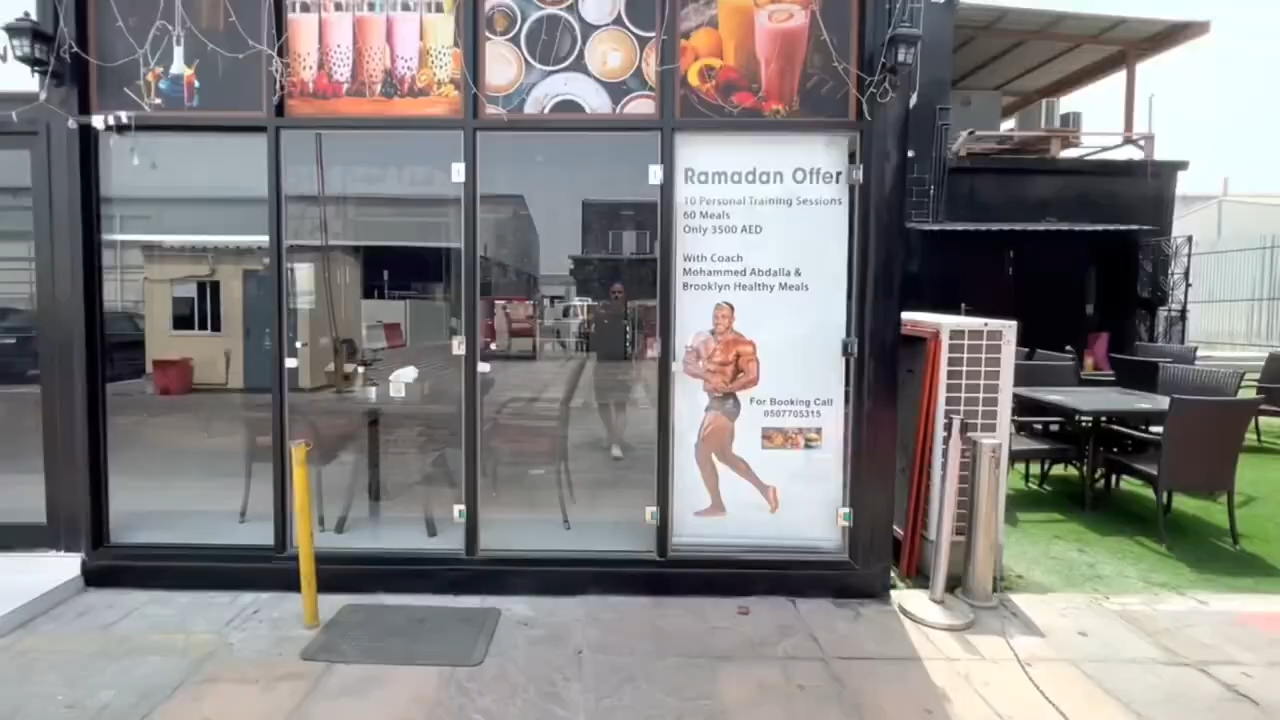 Ramadan Offer
10 Personal Training Sessions
60 Meals
Only 3500 AED
With Coach
Mohammed Abdalla &
Brooklyn Healthy Meals
For Booking Call
0507705315